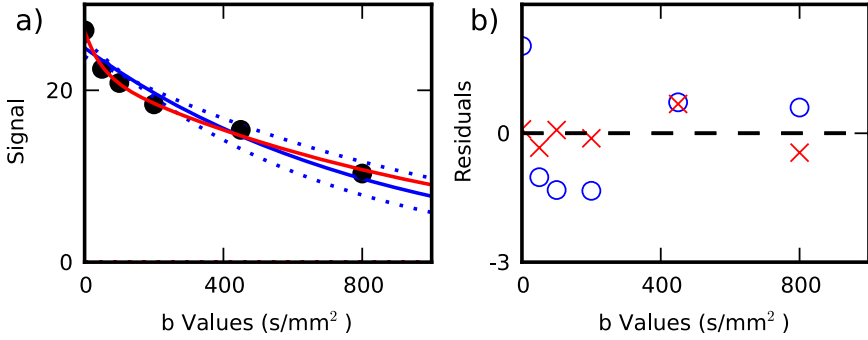 a)
20
0
Signal
0
400
800
b Values (s/mm²)
b)
0
-3
Residuals
0
400
800
b Values (s/mm²)